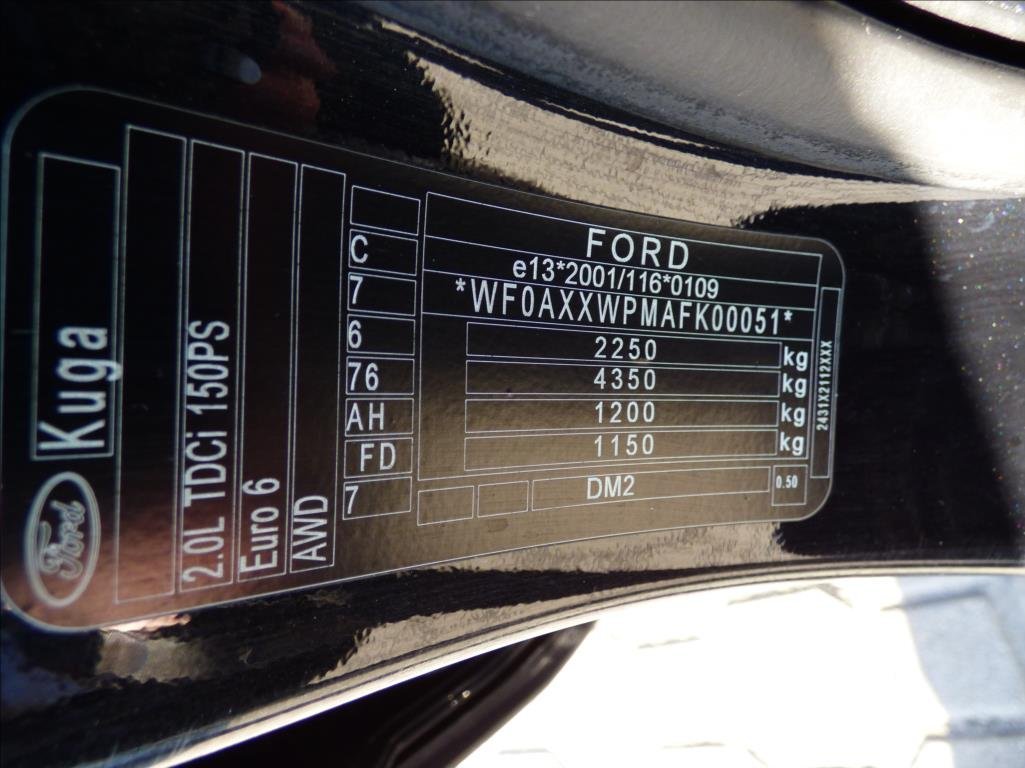 Ford
Kuga
2.0L TDCi 150PS
Euro 6
AWD
C
7
6
76
AH
FD
7
FORD
e13*2001/116*0109
*WF0AXXWPMAFK00051*
2250 kg
4350 kg
1200 kg
1150 kg
DM2
0.50
2431X2112XXX